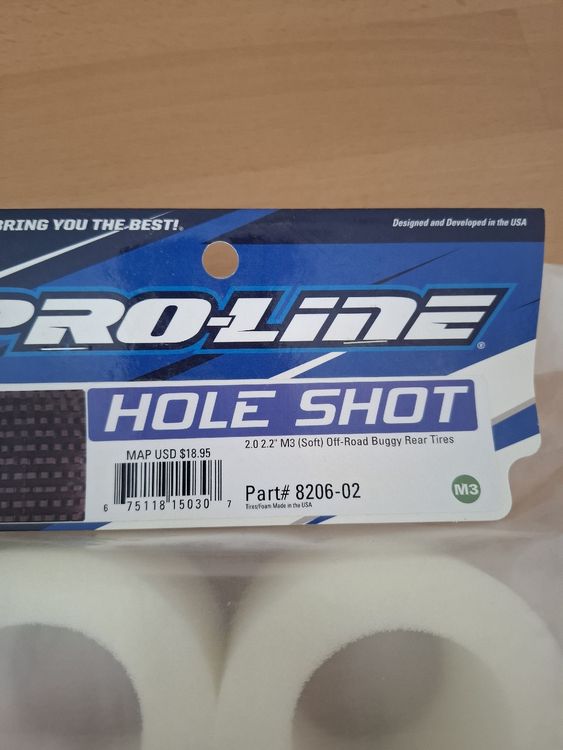 BRING YOU THE BEST!
Designed and Developed in the USA
PRO-LINE
HOLE SHOT
2.0 2.2" M3 (Soft) Off-Road Buggy Rear Tires
MAP USD $18.95
6 75118 15030 7
Part# 8206-02
Tires/Foam Made in the USA
M3